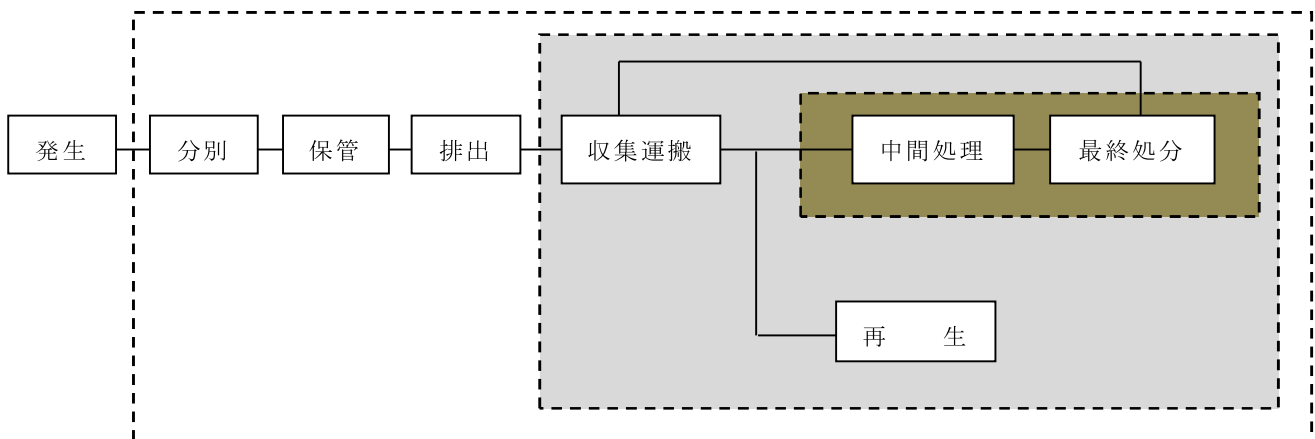 発生
分別
保管
排出
収集運搬
中間処理
最終処分
再生